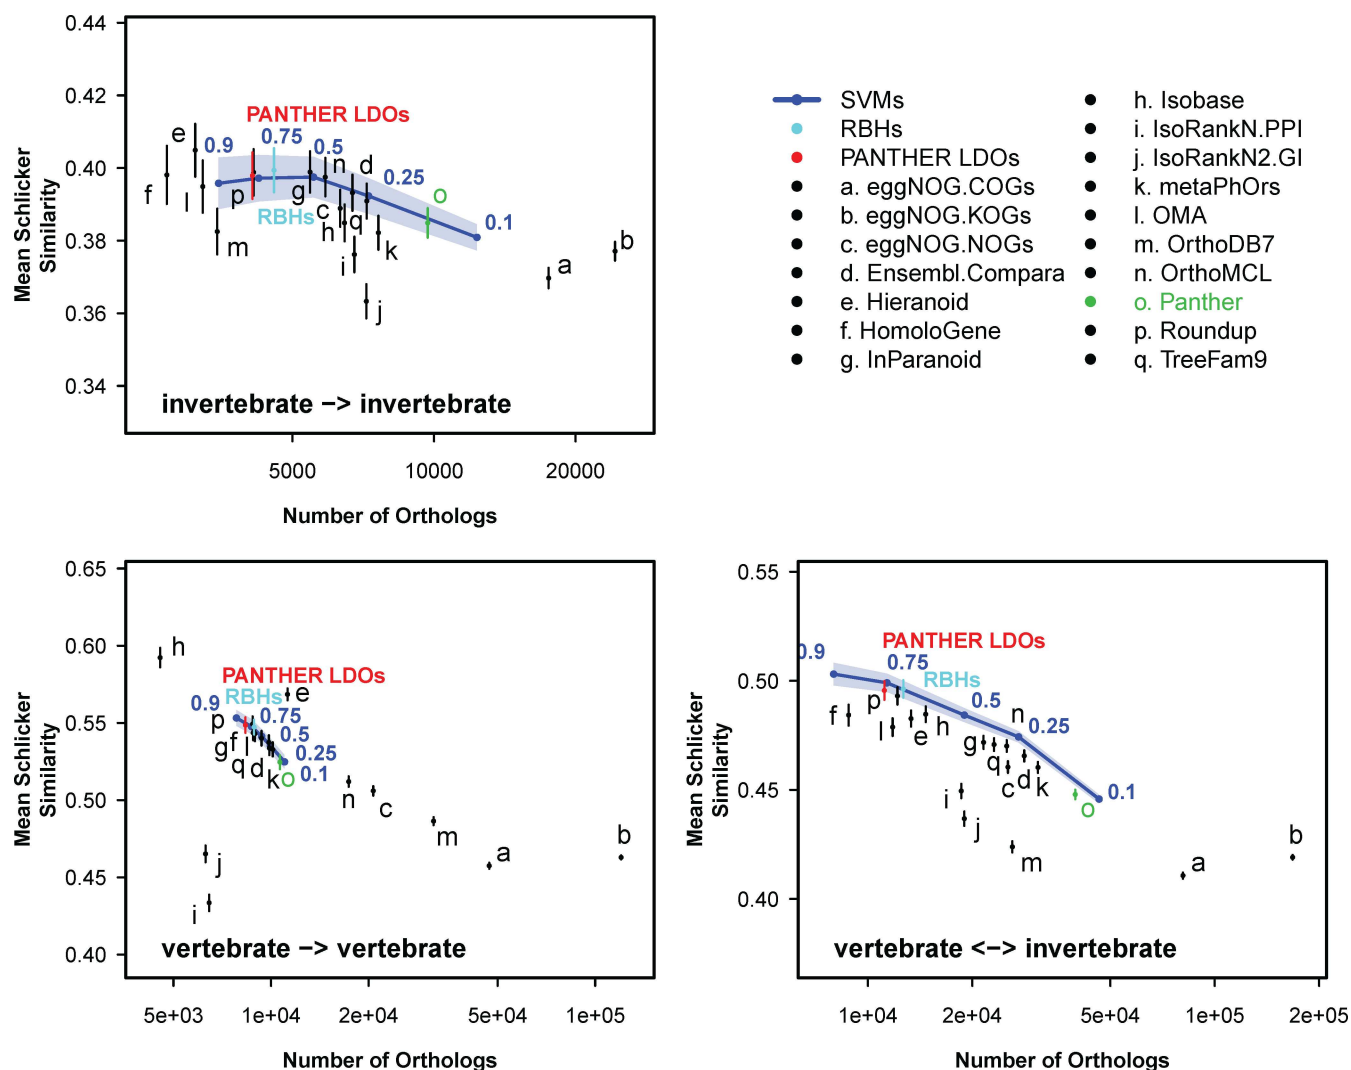 0.44
0.42
0.40
0.38
0.36
0.34
Mean Schlicker
Similarity
PANTHER LDOs
e
0.9
0.75
0.5
n
d
0.25
f
l
p
RBHs
g
c
h
q
o
0.1
m
i
k
j
a
b
invertebrate −> invertebrate
5000
10000
20000
Number of Orthologs
SVMs
RBHs
PANTHER LDOs
a. eggNOG.COGs
b. eggNOG.KOGs
c. eggNOG.NOGs
d. Ensembl.Compara
e. Hieranoid
f. HomoloGene
g. InParanoid
h. Isobase
i. IsoRankN.PPI
j. IsoRankN2.GI
k. metaPhOrs
l. OMA
m. OrthoDB7
n. OrthoMCL
o. Panther
p. Roundup
q. TreeFam9
0.65
0.60
0.55
0.50
0.45
0.40
Mean Schlicker
Similarity
h
PANTHER LDOs
RBHs
e
0.9
0.75
p
0.5
g
f
l
0.25
q
d
k
o
0.1
n
c
m
a
b
j
i
vertebrate −> vertebrate
5e+03
1e+04
2e+04
5e+04
1e+05
Number of Orthologs
0.55
0.50
0.45
0.40
Mean Schlicker
Similarity
PANTHER LDOs
0.9
0.75
RBHs
p
0.5
f
n
l
e
h
0.25
g
q
c
d
k
i
j
o
0.1
m
a
b
vertebrate <−> invertebrate
1e+04
2e+04
5e+04
1e+05
2e+05
Number of Orthologs